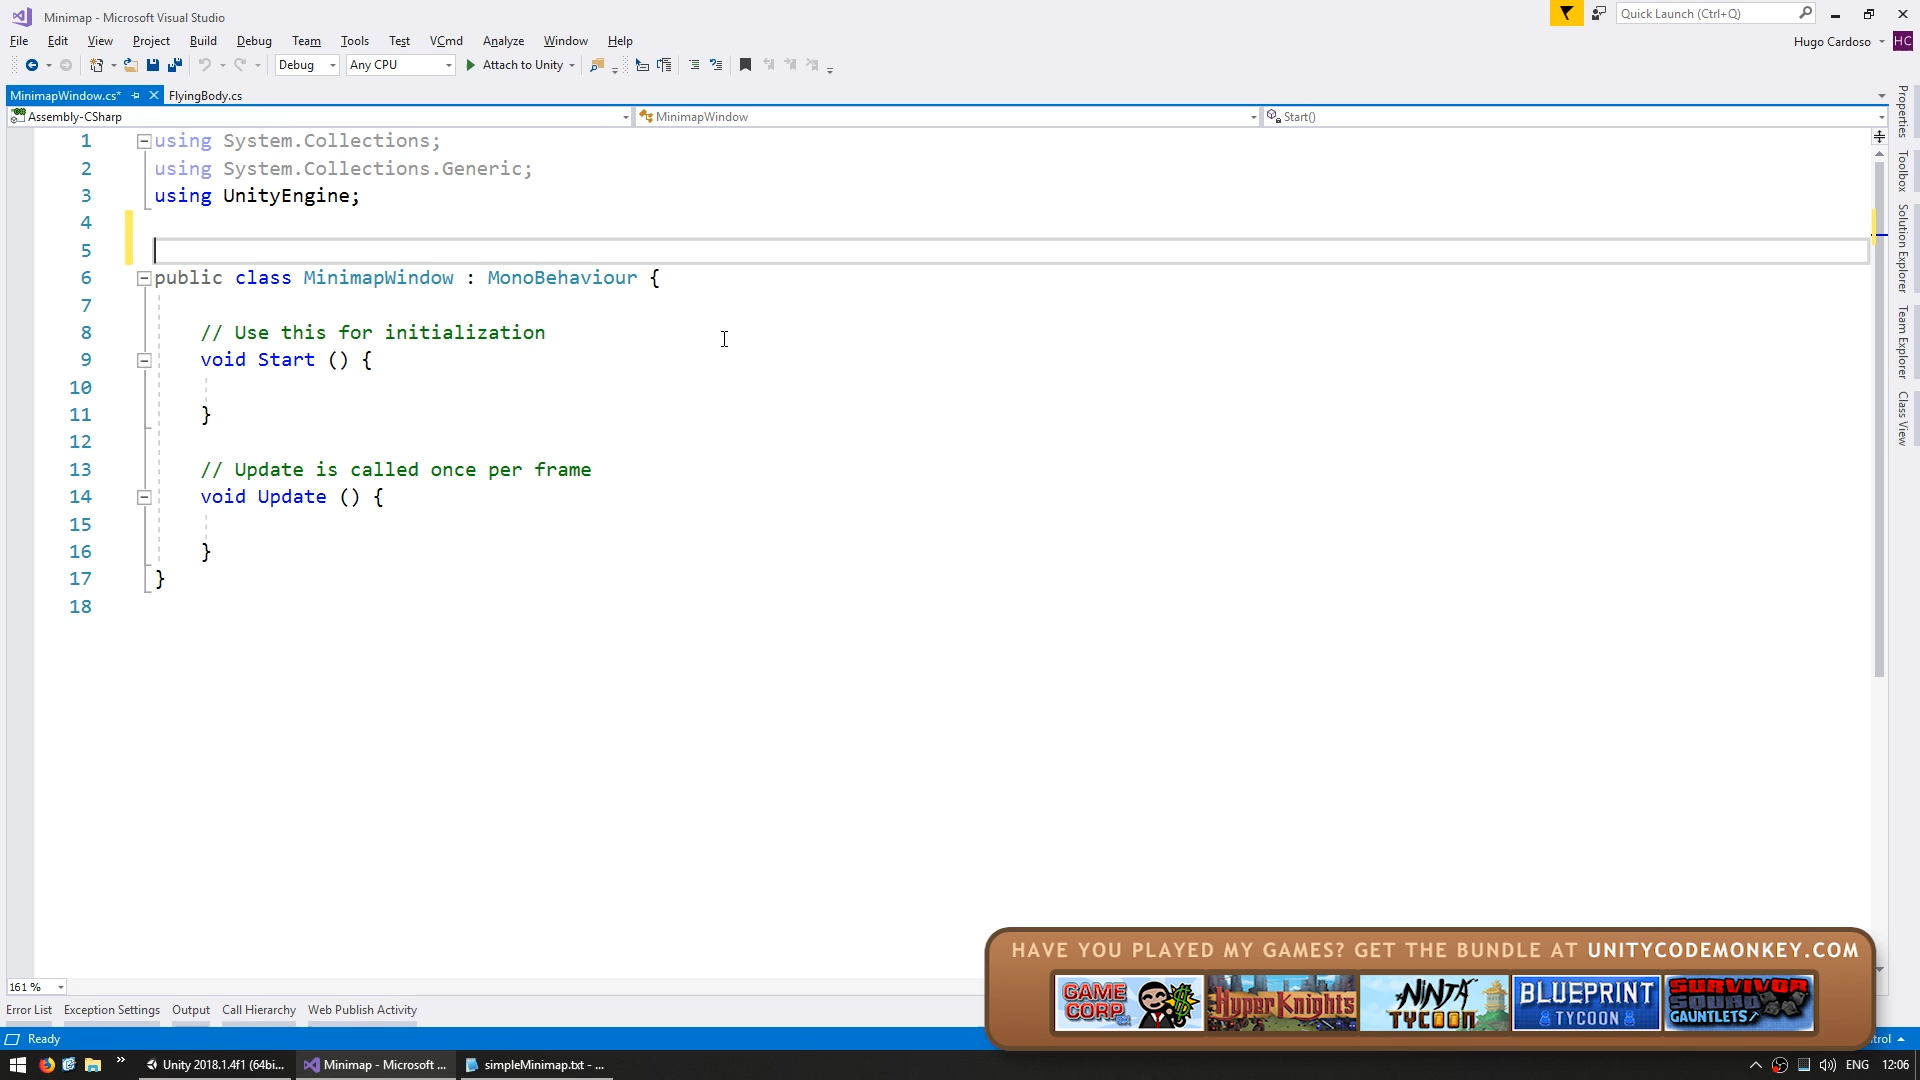 Minimap - Microsoft Visual Studio
Quick Launch (Ctrl+Q)
File Edit View Project Build Debug Team Tools Test VCmd Analyze Window Help
Hugo Cardoso HC
Debug Any CPU Attach to Unity
MinimapWindow.cs* FlyingBody.cs
Assembly-CSharp MinimapWindow Start()
1 using System.Collections;
2 using System.Collections.Generic;
3 using UnityEngine;
4
5
6 public class MinimapWindow : MonoBehaviour {
7
8 // Use this for initialization
9 void Start () {
10
11 }
12
13 // Update is called once per frame
14 void Update () {
15
16 }
17 }
18
Properties
Toolbox
Solution Explorer
Team Explorer
Class View
161 %
Error List Exception Settings Output Call Hierarchy Web Publish Activity
HAVE YOU PLAYED MY GAMES? GET THE BUNDLE AT UNITYCODEMONKEY.COM
GAME CORP HyperKnights NINJA TYCOON BLUEPRINT TYCOON SURVIVOR SQUAD GAUNTLETS
Ready
Unity 2018.1.4f1 (64bi... Minimap - Microsoft ... simpleMinimap.txt - ... ENG 12:06